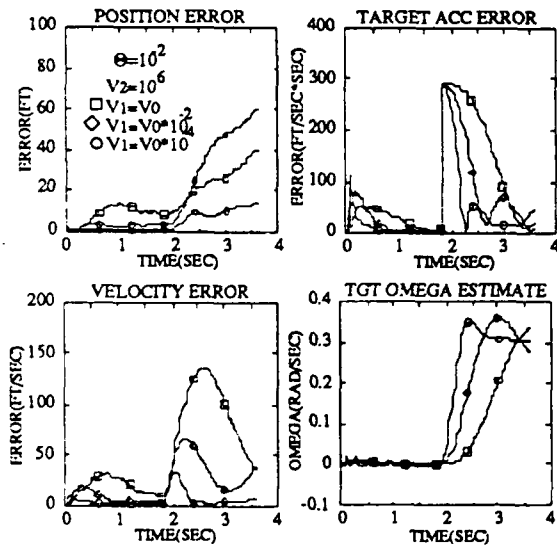 POSITION ERROR
ERROR(FT)
100
80
60
40
20
0
0 1 2 3 4
TIME(SEC)
Θ=10²
V2=10⁶
V1=V0
V1=V0*10⁻²
V1=V0*10⁻⁴
TARGET ACC ERROR
ERROR(FT/SEC*SEC)
400
300
200
100
0
0 1 2 3 4
TIME(SEC)
VELOCITY ERROR
ERROR(FT/SEC)
200
150
100
50
0
0 1 2 3 4
TIME(SEC)
TGT OMEGA ESTIMATE
OMEGA(RAD/SEC)
0.4
0.3
0.2
0.1
0
-0.1
0 1 2 3 4
TIME(SEC)